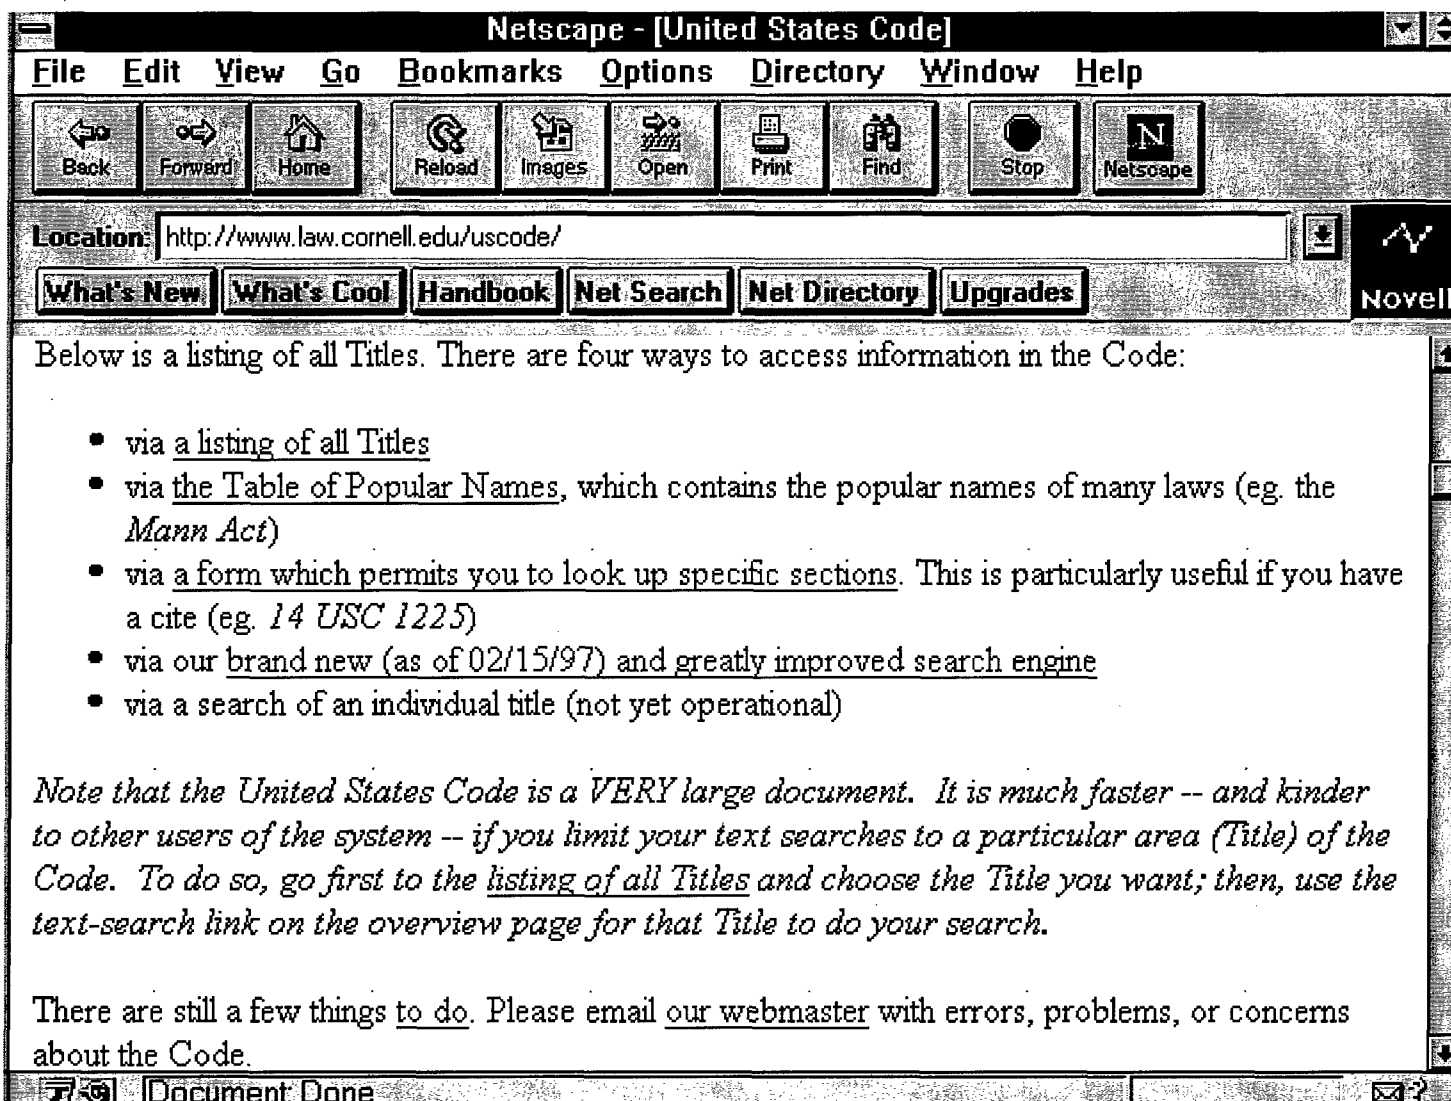 Netscape - [United States Code]
File Edit View Go Bookmarks Options Directory Window Help
Back Forward Home Reload Images Open Print Find Stop Netscape
N
Location: http://www.law.cornell.edu/uscode/
What's New What's Cool Handbook Net Search Net Directory Upgrades
Novell
Below is a listing of all Titles. There are four ways to access information in the Code:
• via a listing of all Titles
• via the Table of Popular Names, which contains the popular names of many laws (eg. the
Mann Act)
• via a form which permits you to look up specific sections. This is particularly useful if you have
a cite (eg. 14 USC 1225)
• via our brand new (as of 02/15/97) and greatly improved search engine
• via a search of an individual title (not yet operational)
Note that the United States Code is a VERY large document. It is much faster -- and kinder
to other users of the system -- if you limit your text searches to a particular area (Title) of the
Code. To do so, go first to the listing of all Titles and choose the Title you want; then, use the
text-search link on the overview page for that Title to do your search.
There are still a few things to do. Please email our webmaster with errors, problems, or concerns
about the Code.
Document: Done
?